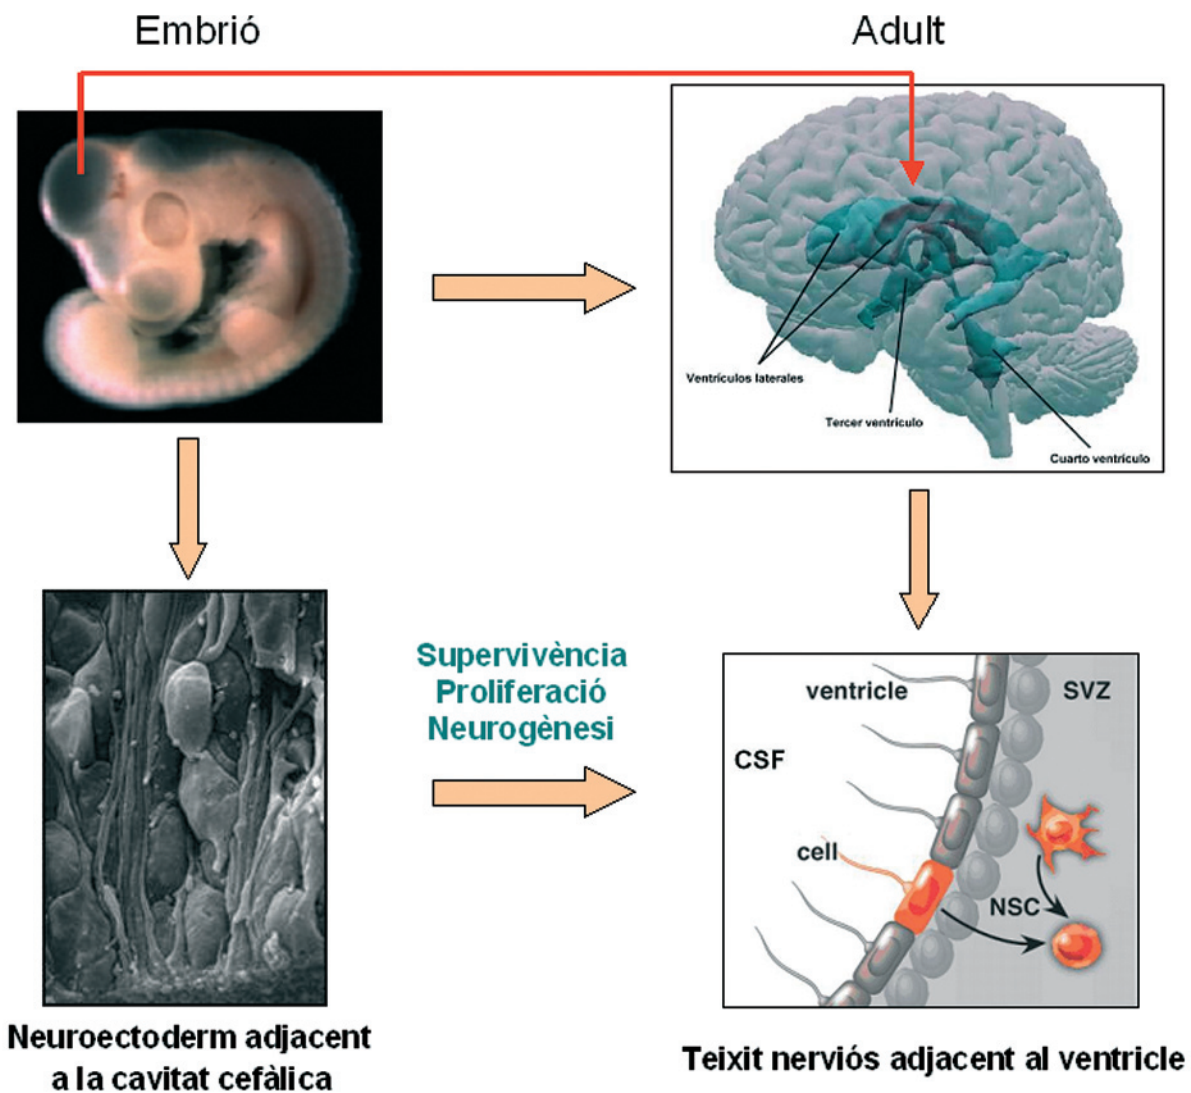 Embrió
Adult
Ventrículos laterales
Tercer ventrículo
Cuarto ventrículo
Supervivència
Proliferació
Neurogènesi
ventricle
SVZ
CSF
cell
NSC
Neuroectoderm adjacent
a la cavitat cefàlica
Teixit nerviós adjacent al ventricle